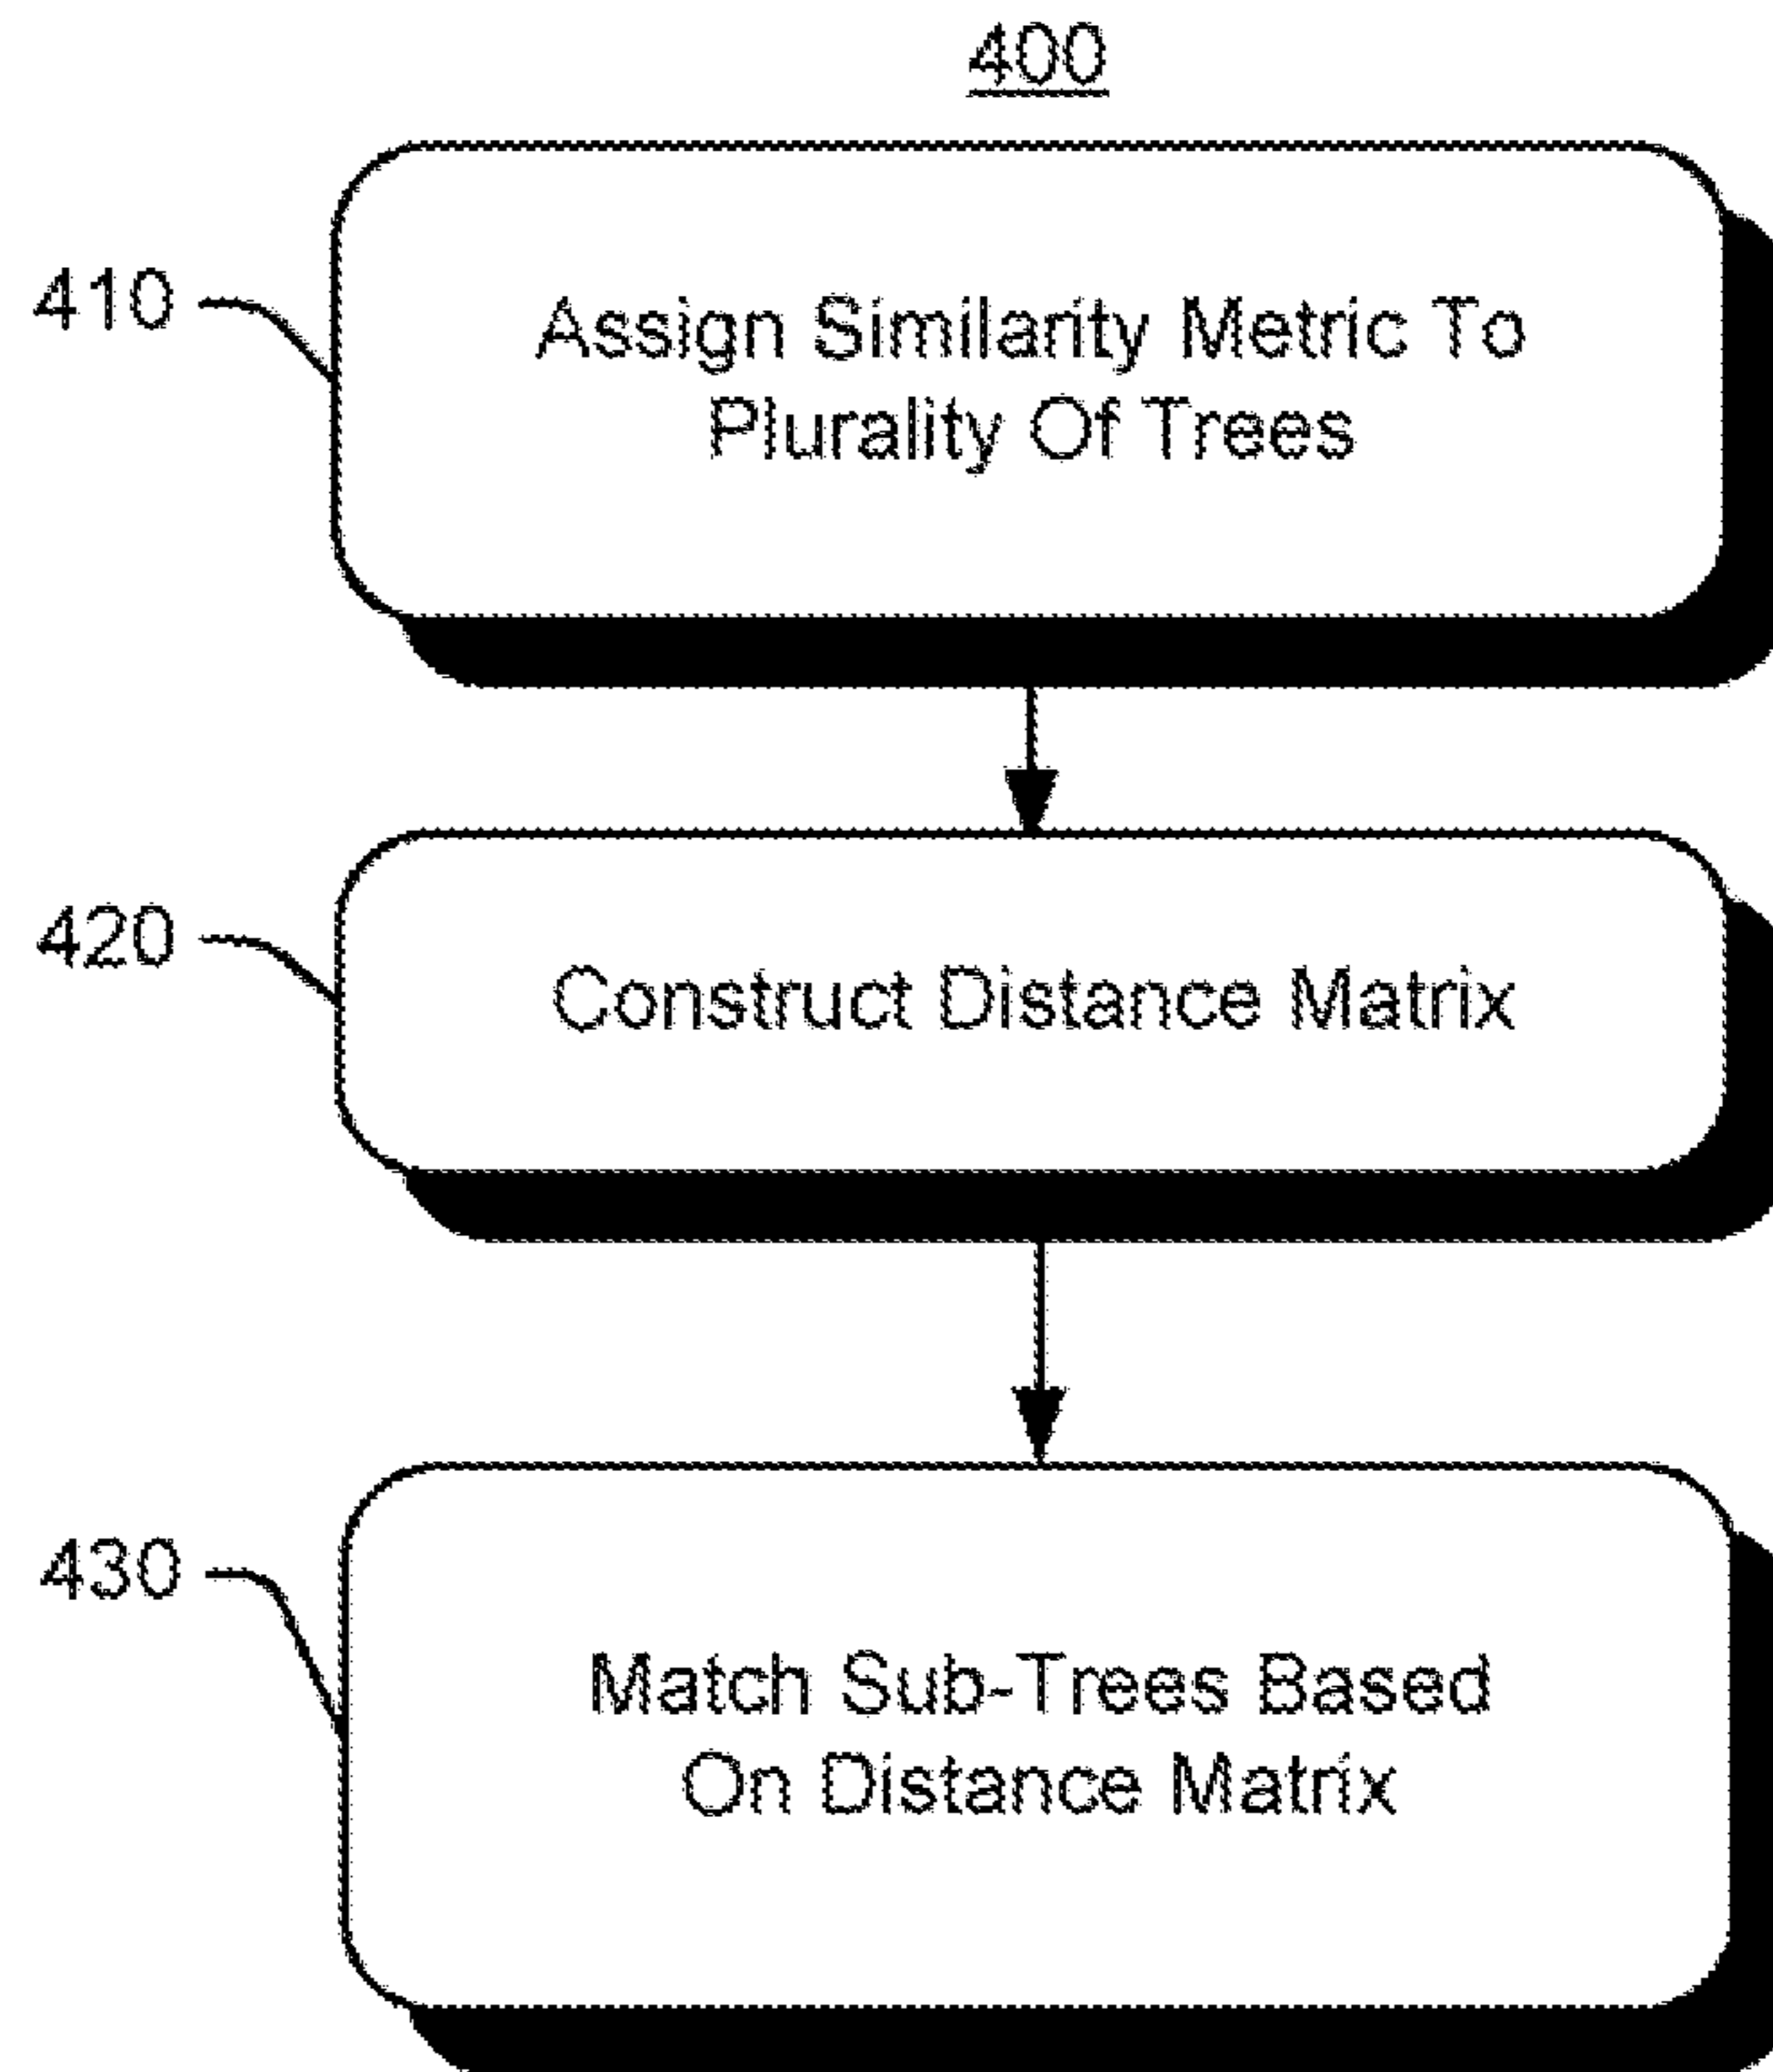 400
410
Assign Similarity Metric To
Plurality Of Trees
420
Construct Distance Matrix
430
Match Sub-Trees Based
On Distance Matrix